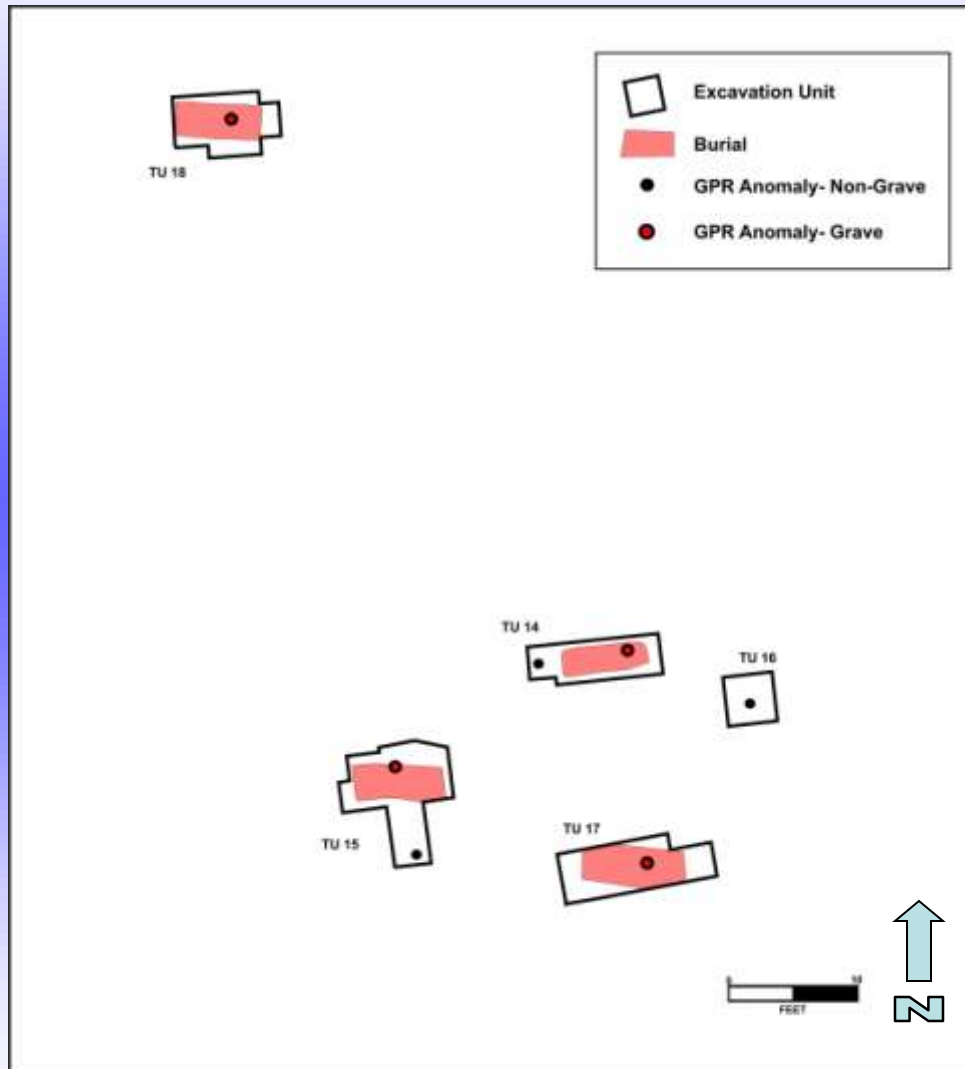 Excavation Unit
Burial
GPR Anomaly- Non-Grave
GPR Anomaly- Grave
TU 18
TU 14
TU 16
TU 15
TU 17
0 10
FEET
N